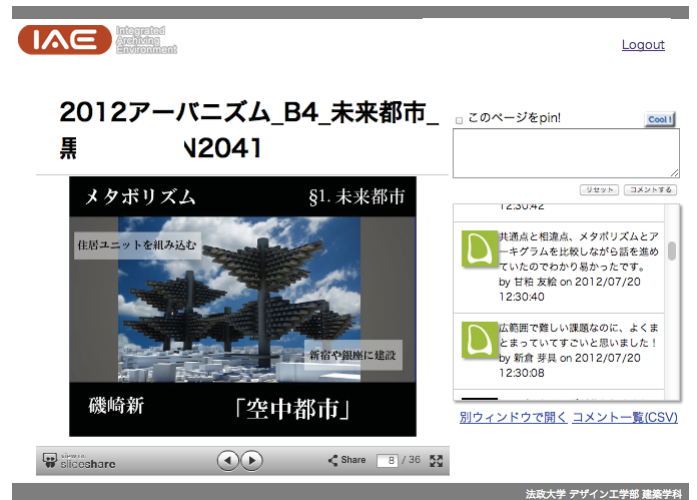 IAE
Integrated
Archiving
Environment
Logout
2012アーバニズム_B4_未来都市_
黒 N2041
このページをpin!
Cool !
リセット
コメントする
メタボリズム
§1. 未来都市
住居ユニットを組み込む
新宿や銀座に建設
磯崎新
「空中都市」
view on
slideshare
Share
8 / 36
12:30:42
共通点と相違点、メタボリズムとア
ーキグラムを比較しながら話を進め
ていたのでわかり易かったです。
by 甘粕 友絵 on 2012/07/20
12:30:40
広範囲で難しい課題なのに、よくま
とまっていてすごいと思いました！
by 新倉 芽具 on 2012/07/20
12:30:08
別ウィンドウで開く コメント一覧(CSV)
法政大学 デザイン工学部 建築学科